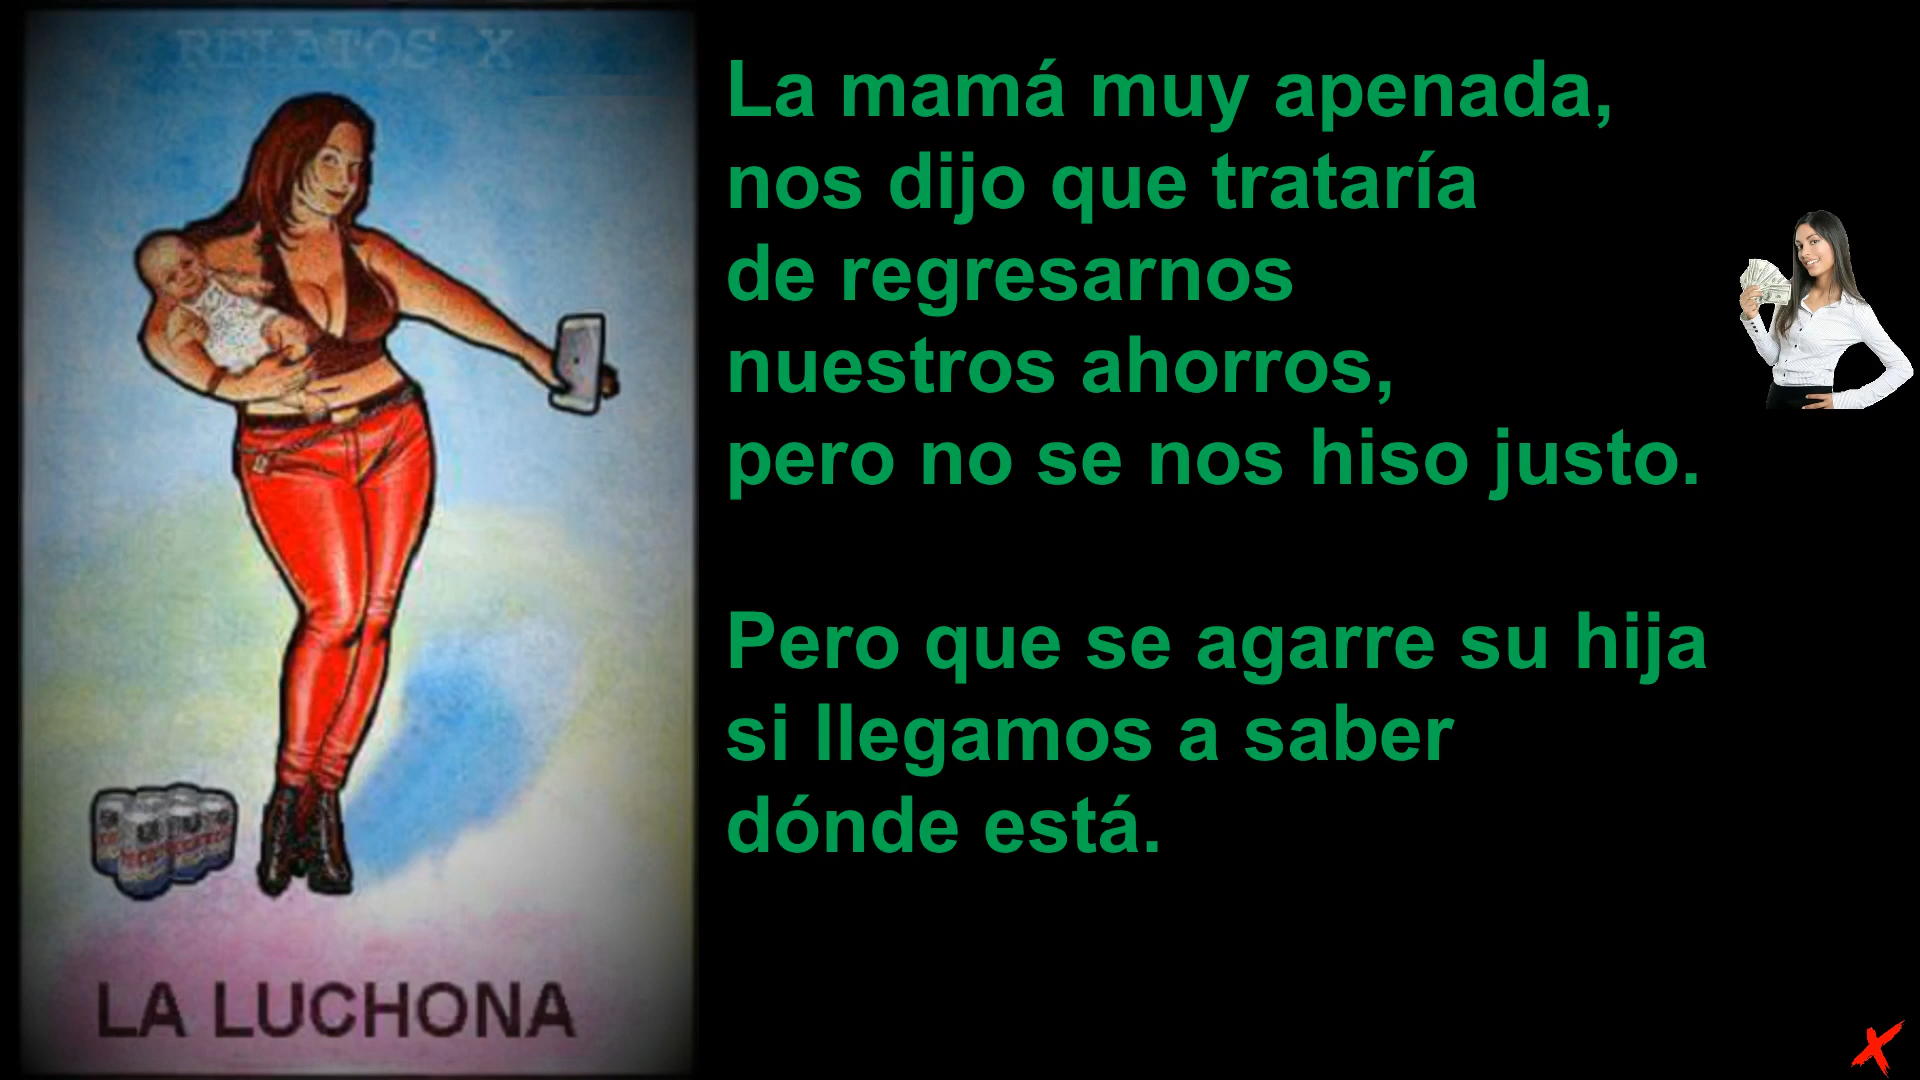 RELATOS X
La mamá muy apenada,
nos dijo que trataría
de regresarnos
nuestros ahorros,
pero no se nos hiso justo.
Pero que se agarre su hija
si llegamos a saber
dónde está.
LA LUCHONA
X